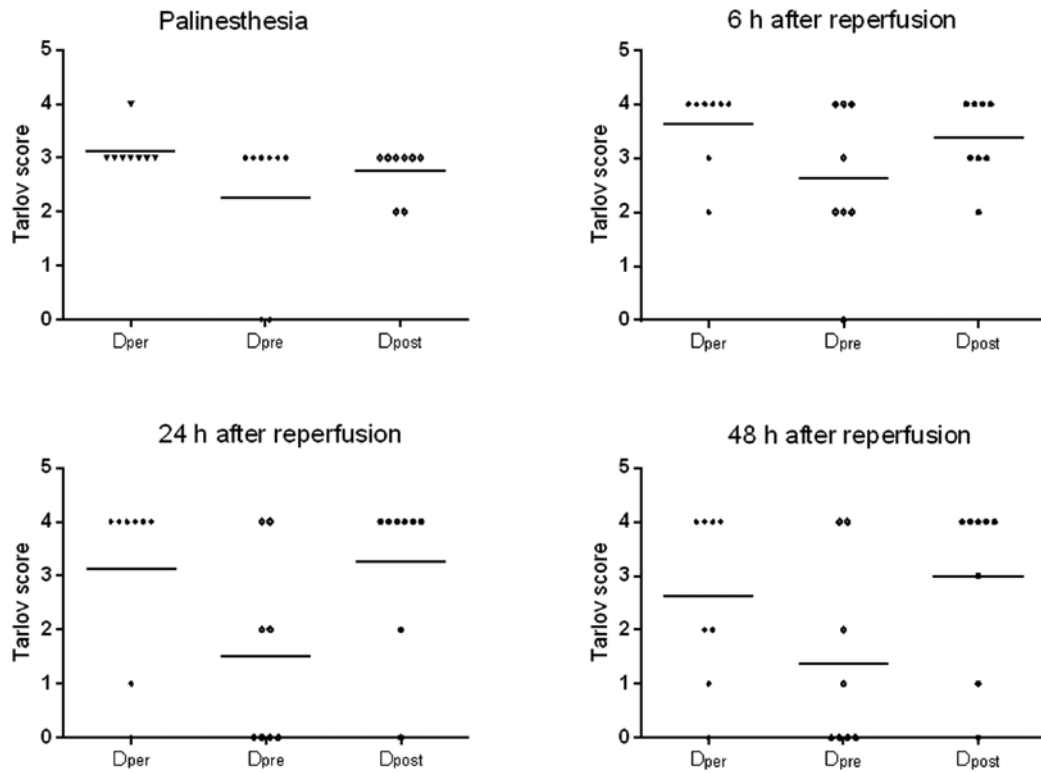 Palinesthesia
Tarlov score
5
4
3
2
1
0
Dper
Dpre
Dpost
6 h after reperfusion
Tarlov score
5
4
3
2
1
0
Dper
Dpre
Dpost
24 h after reperfusion
Tarlov score
5
4
3
2
1
0
Dper
Dpre
Dpost
48 h after reperfusion
Tarlov score
5
4
3
2
1
0
Dper
Dpre
Dpost